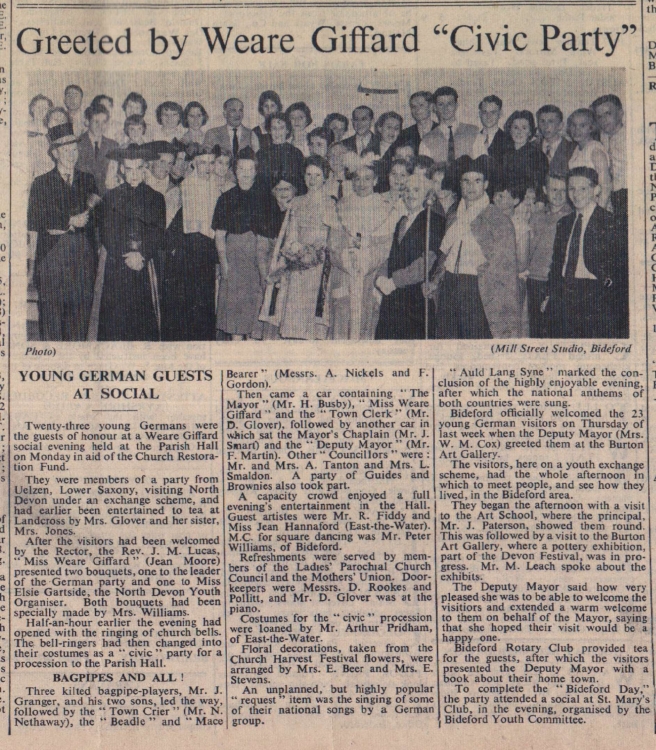 Greeted by Weare Giffard “Civic Party”
Photo)
(Mill Street Studio, Bideford
YOUNG GERMAN GUESTS
AT SOCIAL
Twenty-three young Germans were
the guests of honour at a Weare Giffard
social evening held at the Parish Hall
on Monday in aid of the Church Restora-
tion Fund.
They were members of a party from
Uelzen, Lower Saxony, visiting North
Devon under an exchange scheme, and
had earlier been entertained to tea at
Landcross by Mrs. Glover and her sister,
Mrs. Jones.
After the visitors had been welcomed
by the Rector, the Rev. J. M. Lucas,
“Miss Weare Giffard” (Jean Moore)
presented two bouquets, one to the leader
of the German party and one to Miss
Elsie Gartside, the North Devon Youth
Organiser. Both bouquets had been
specially made by Mrs. Williams.
Half-an-hour earlier the evening had
opened with the ringing of church bells.
The bell-ringers had then changed into
their costumes as a “civic” party for a
procession to the Parish Hall.
BAGPIPES AND ALL !
Three kilted bagpipe-players, Mr. J.
Granger, and his two sons, led the way,
followed by the “Town Crier” (Mr. N.
Nethaway), the “Beadle” and “Mace
Bearer” (Messrs. A. Nickels and F.
Gordon).
Then came a car containing “The
Mayor” (Mr. H. Busby), “Miss Weare
Giffard” and the “Town Clerk” (Mr.
D. Glover), followed by another car in
which sat the Mayor's Chaplain (Mr. J.
Smart) and the “Deputy Mayor” (Mr.
F. Martin). Other “Councillors” were :
Mr. and Mrs. A. Tanton and Mrs. L.
Smaldon. A party of Guides and
Brownies also took part.
A capacity crowd enjoyed a full
evening's entertainment in the Hall.
Guest artistes were Mr. R. Fiddy and
Miss Jean Hannaford (East-the-Water).
M.C. for square dancing was Mr. Peter
Williams, of Bideford.
Refreshments were served by mem-
bers of the Ladies' Parochial Church
Council and the Mothers' Union. Door-
keepers were Messrs. D. Rookes and
Pollitt, and Mr. D. Glover was at the
piano.
Costumes for the “civic” procession
were loaned by Mr. Arthur Pridham,
of East-the-Water.
Floral decorations, taken from the
Church Harvest Festival flowers, were
arranged by Mrs. E. Beer and Mrs. E.
Stevens.
An unplanned, but highly popular
“request” item was the singing of some
of their national songs by a German
group.
“Auld Lang Syne” marked the con-
clusion of the highly enjoyable evening,
after which the national anthems of
both countries were sung.
Bideford officially welcomed the 23
young German visitors on Thursday of
last week when the Deputy Mayor (Mrs.
W. M. Cox) greeted them at the Burton
Art Gallery.
The visitors, here on a youth exchange
scheme, had the whole afternoon in
which to meet people, and see how they
lived, in the Bideford area.
They began the afternoon with a visit
to the Art School, where the principal,
Mr. J. Paterson, showed them round.
This was followed by a visit to the Burton
Art Gallery, where a pottery exhibition,
part of the Devon Festival, was in pro-
gress. Mr. M. Leach spoke about the
exhibits.
The Deputy Mayor said how very
pleased she was to be able to welcome the
visitiors and extended a warm welcome
to them on behalf of the Mayor, saying
that she hoped their visit would be a
happy one.
Bideford Rotary Club provided tea
for the guests, after which the visitors
presented the Deputy Mayor with a
book about their home town.
To complete the “Bideford Day,”
the party attended a social at St. Mary's
Club, in the evening, organised by the
Bideford Youth Committee.